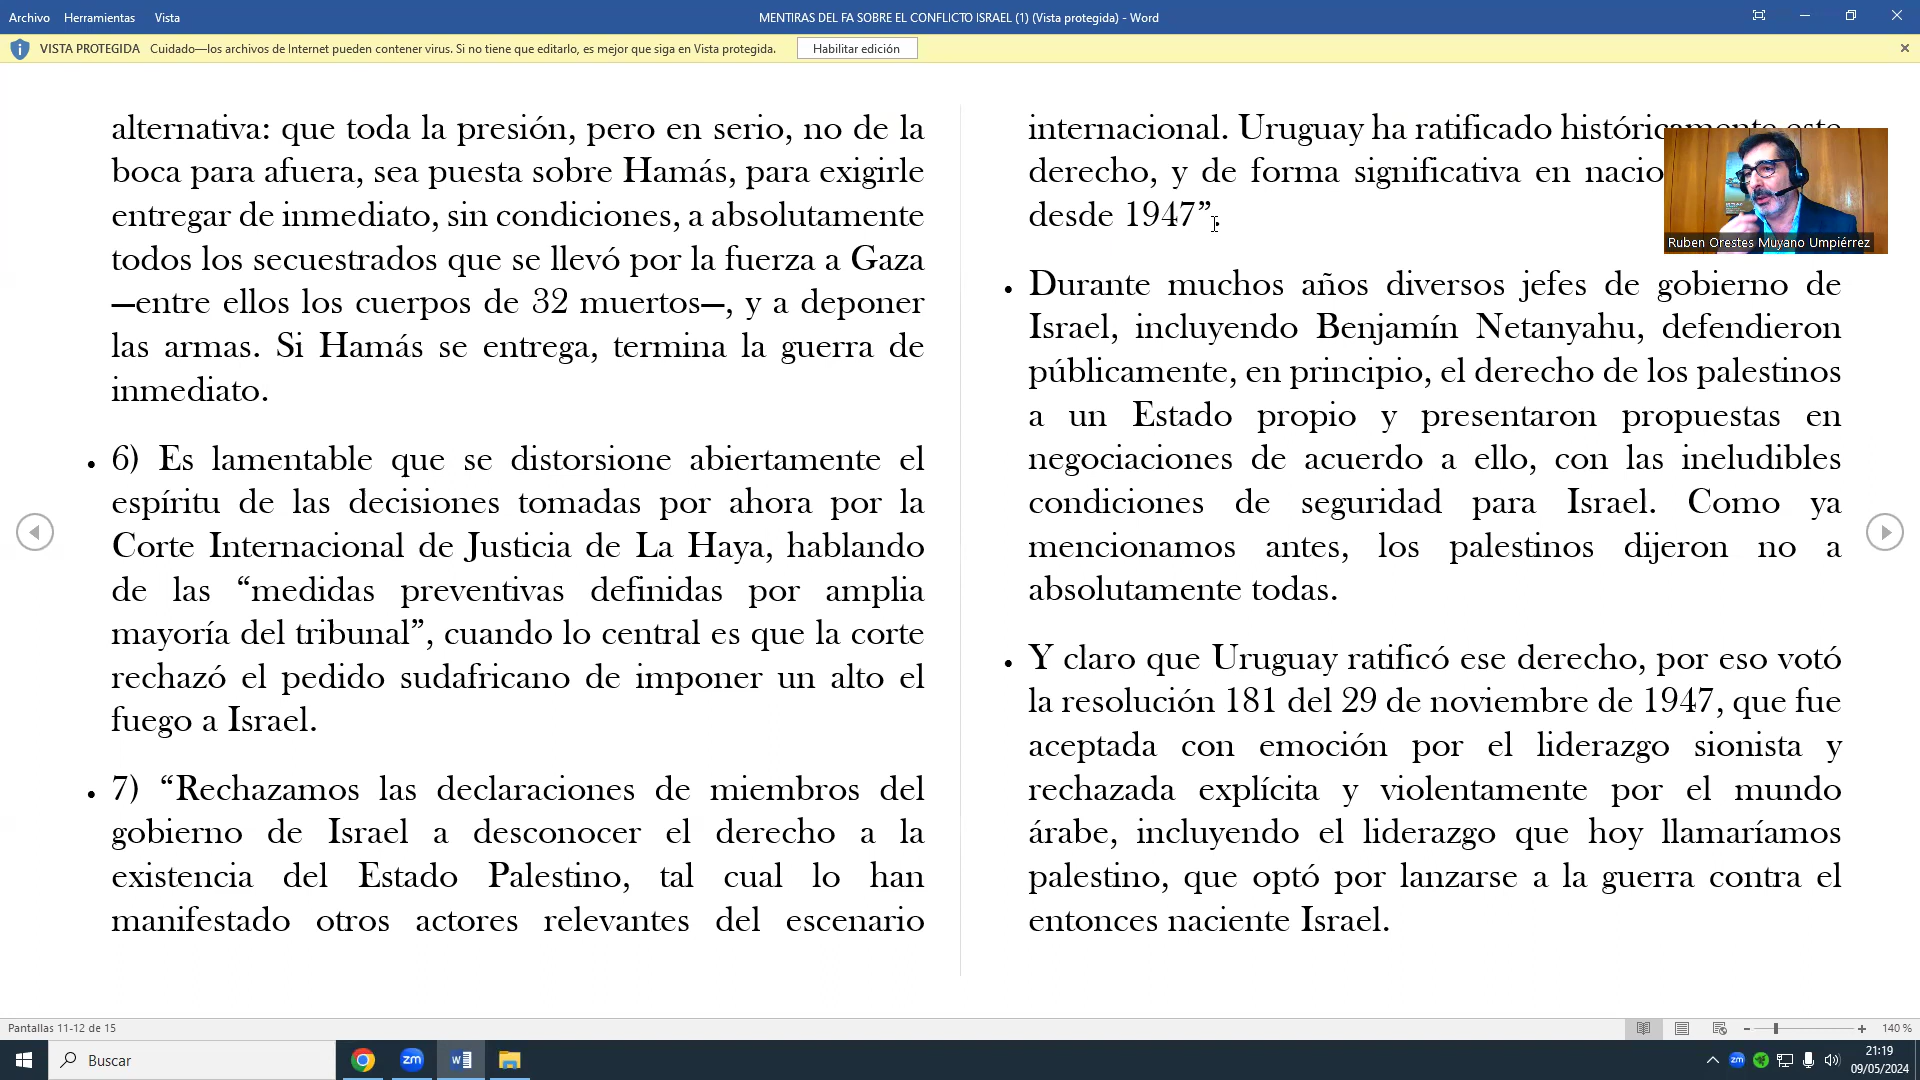 Archivo Herramientas Vista
MENTIRAS DEL FA SOBRE EL CONFLICTO ISRAEL (1) (Vista protegida) - Word
VISTA PROTEGIDA Cuidado—los archivos de Internet pueden contener virus. Si no tiene que editarlo, es mejor que siga en Vista protegida. Habilitar edición
alternativa: que toda la presión, pero en serio, no de la
boca para afuera, sea puesta sobre Hamás, para exigirle
entregar de inmediato, sin condiciones, a absolutamente
todos los secuestrados que se llevó por la fuerza a Gaza
—entre ellos los cuerpos de 32 muertos—, y a deponer
las armas. Si Hamás se entrega, termina la guerra de
inmediato.
• 6) Es lamentable que se distorsione abiertamente el
espíritu de las decisiones tomadas por ahora por la
Corte Internacional de Justicia de La Haya, hablando
de las “medidas preventivas definidas por amplia
mayoría del tribunal”, cuando lo central es que la corte
rechazó el pedido sudafricano de imponer un alto el
fuego a Israel.
• 7) “Rechazamos las declaraciones de miembros del
gobierno de Israel a desconocer el derecho a la
existencia del Estado Palestino, tal cual lo han
manifestado otros actores relevantes del escenario
internacional. Uruguay ha ratificado históricamente este
derecho, y de forma significativa en nacio
desde 1947”.
Ruben Orestes Muyano Umpiérrez
• Durante muchos años diversos jefes de gobierno de
Israel, incluyendo Benjamín Netanyahu, defendieron
públicamente, en principio, el derecho de los palestinos
a un Estado propio y presentaron propuestas en
negociaciones de acuerdo a ello, con las ineludibles
condiciones de seguridad para Israel. Como ya
mencionamos antes, los palestinos dijeron no a
absolutamente todas.
• Y claro que Uruguay ratificó ese derecho, por eso votó
la resolución 181 del 29 de noviembre de 1947, que fue
aceptada con emoción por el liderazgo sionista y
rechazada explícita y violentamente por el mundo
árabe, incluyendo el liderazgo que hoy llamaríamos
palestino, que optó por lanzarse a la guerra contra el
entonces naciente Israel.
Pantallas 11-12 de 15
140 %
Buscar
zm
zm
21:19
09/05/2024